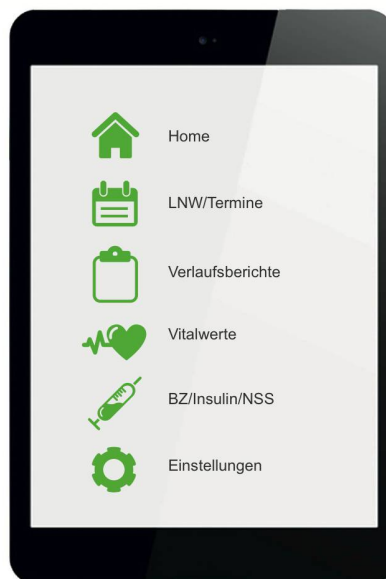 Home
LNW/Termine
Verlaufsberichte
Vitalwerte
BZ/Insulin/NSS
Einstellungen